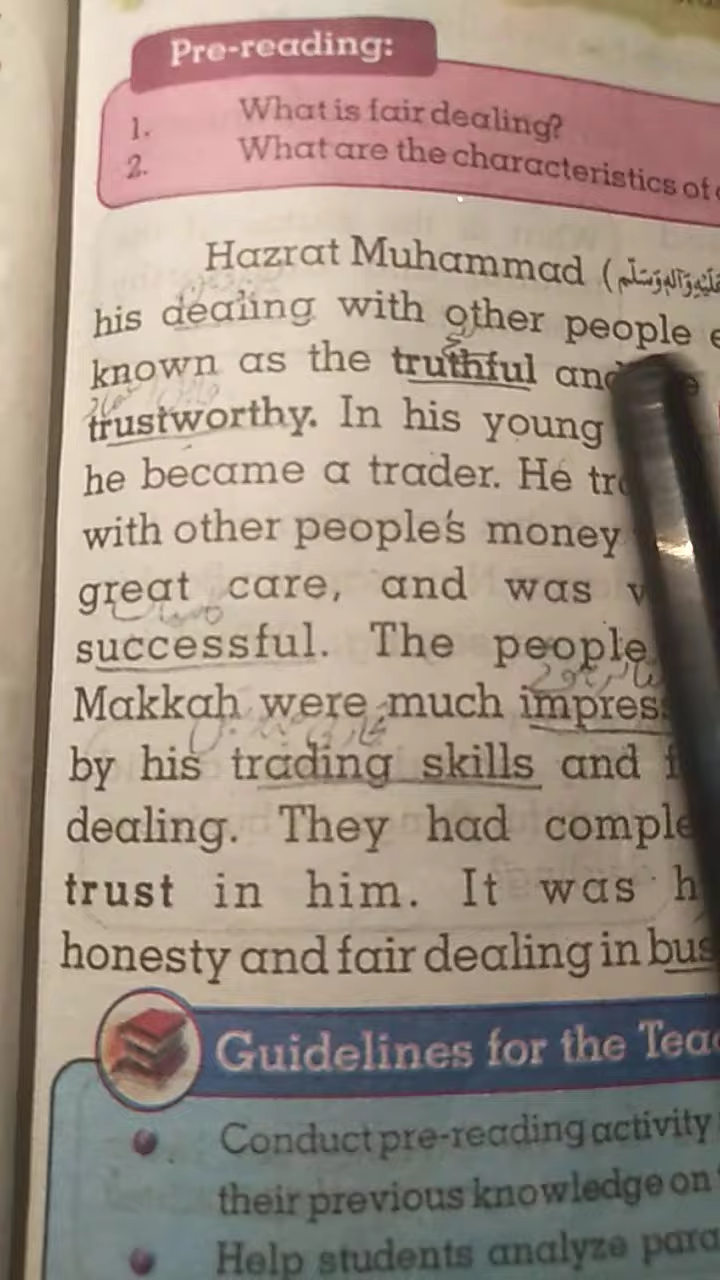 Pre-reading:
1. What is fair dealing?
2. What are the characteristics of
Hazrat Muhammad (
his dealing with other people
known as the truthful and
trustworthy. In his young
he became a trader. He
with other people's money
great care, and was
successful. The people
Makkah were much
by his trading skills and
dealing. They had
trust in him. It was
honesty and fair dealing in
Guidelines for the
Conduct pre-reading activity
their previous knowledge on
Help students analyze